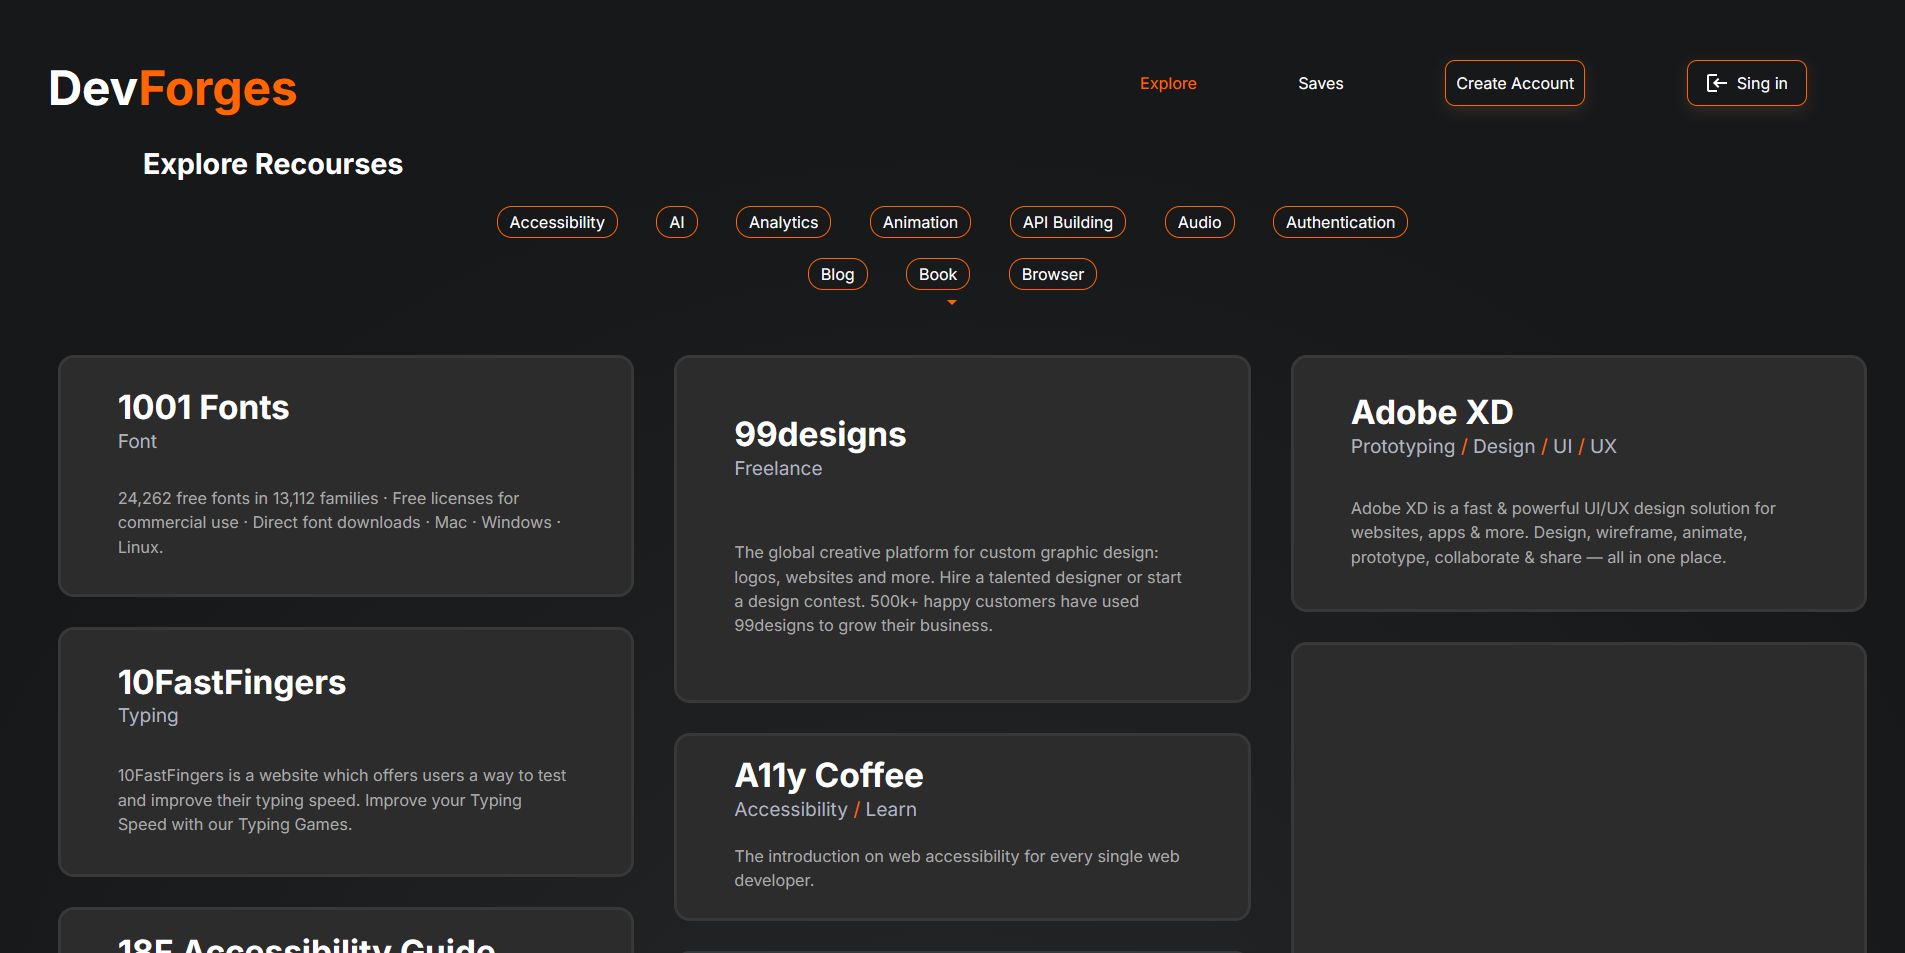 DevForges
Explore
Saves
Create Account
Sing in
Explore Recourses
Accessibility
AI
Analytics
Animation
API Building
Audio
Authentication
Blog
Book
Browser
1001 Fonts
Font
24,262 free fonts in 13,112 families · Free licenses for
commercial use · Direct font downloads · Mac · Windows ·
Linux.
10FastFingers
Typing
10FastFingers is a website which offers users a way to test
and improve their typing speed. Improve your Typing
Speed with our Typing Games.
18F Accessibility Guide
99designs
Freelance
The global creative platform for custom graphic design:
logos, websites and more. Hire a talented designer or start
a design contest. 500k+ happy customers have used
99designs to grow their business.
A11y Coffee
Accessibility / Learn
The introduction on web accessibility for every single web
developer.
Adobe XD
Prototyping / Design / UI / UX
Adobe XD is a fast & powerful UI/UX design solution for
websites, apps & more. Design, wireframe, animate,
prototype, collaborate & share — all in one place.